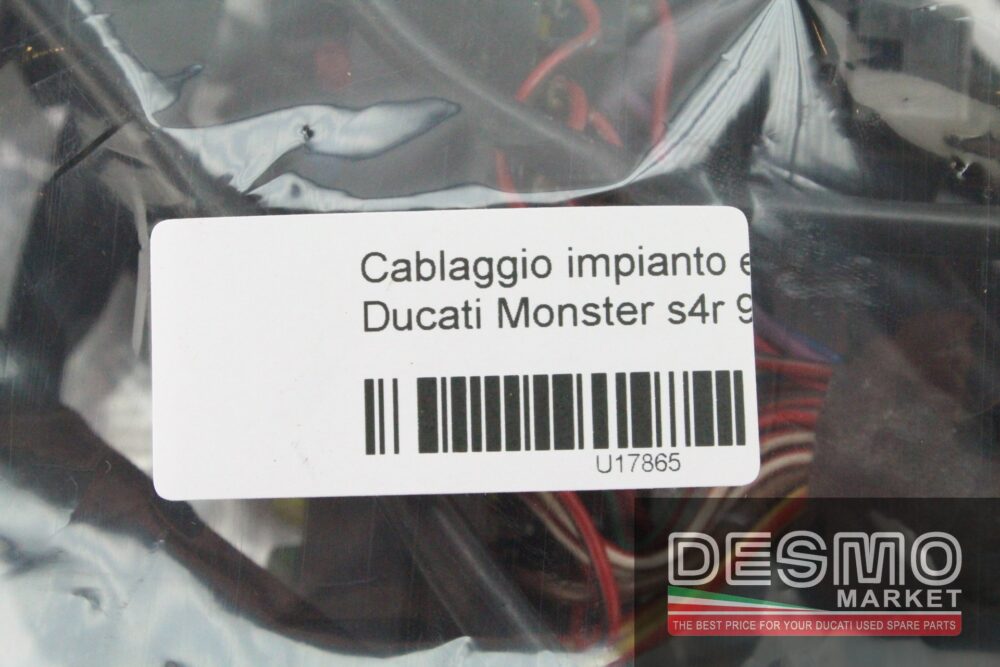 Cablaggio impianto e
Ducati Monster s4r 9
U17865
DESMO
MARKET
THE BEST PRICE FOR YOUR DUCATI USED SPARE PARTS